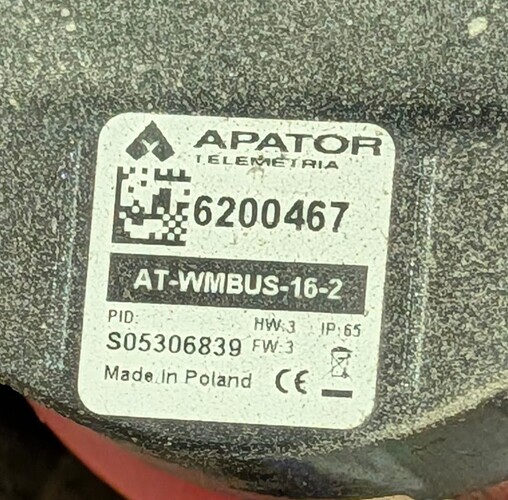 APATOR
TELEMETRIA
6200467
AT-WMBUS-16-2
PID: HW:3 IP:65
S05306839 FW:3
Made In Poland CE